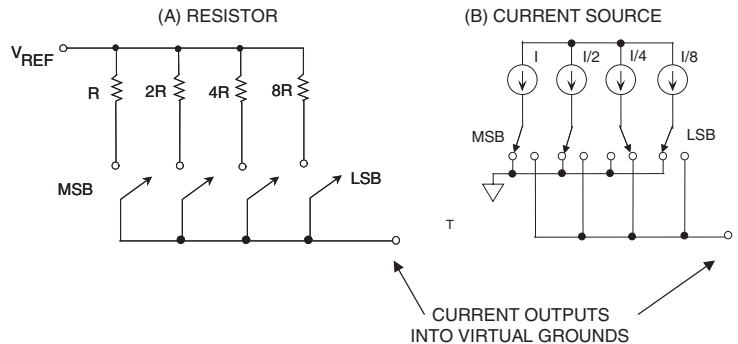 (A) RESISTOR
(B) CURRENT SOURCE
VREF
R
2R
4R
8R
I
I/2
I/4
I/8
MSB
LSB
MSB
LSB
T
CURRENT OUTPUTS
INTO VIRTUAL GROUNDS